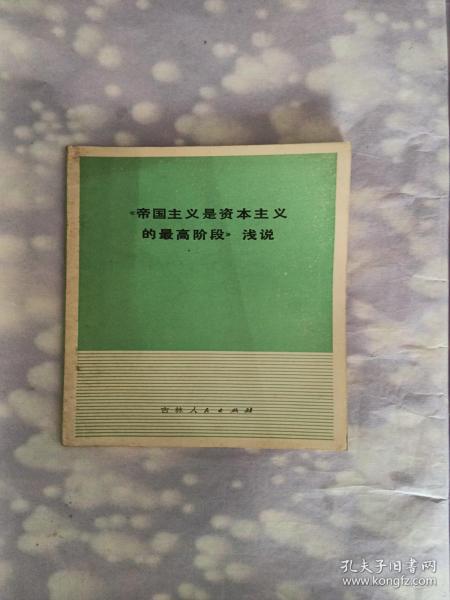 《帝国主义是资本主义
的最高阶段》浅说
吉林人民出版社
孔夫子旧书网
www.kongfz.com